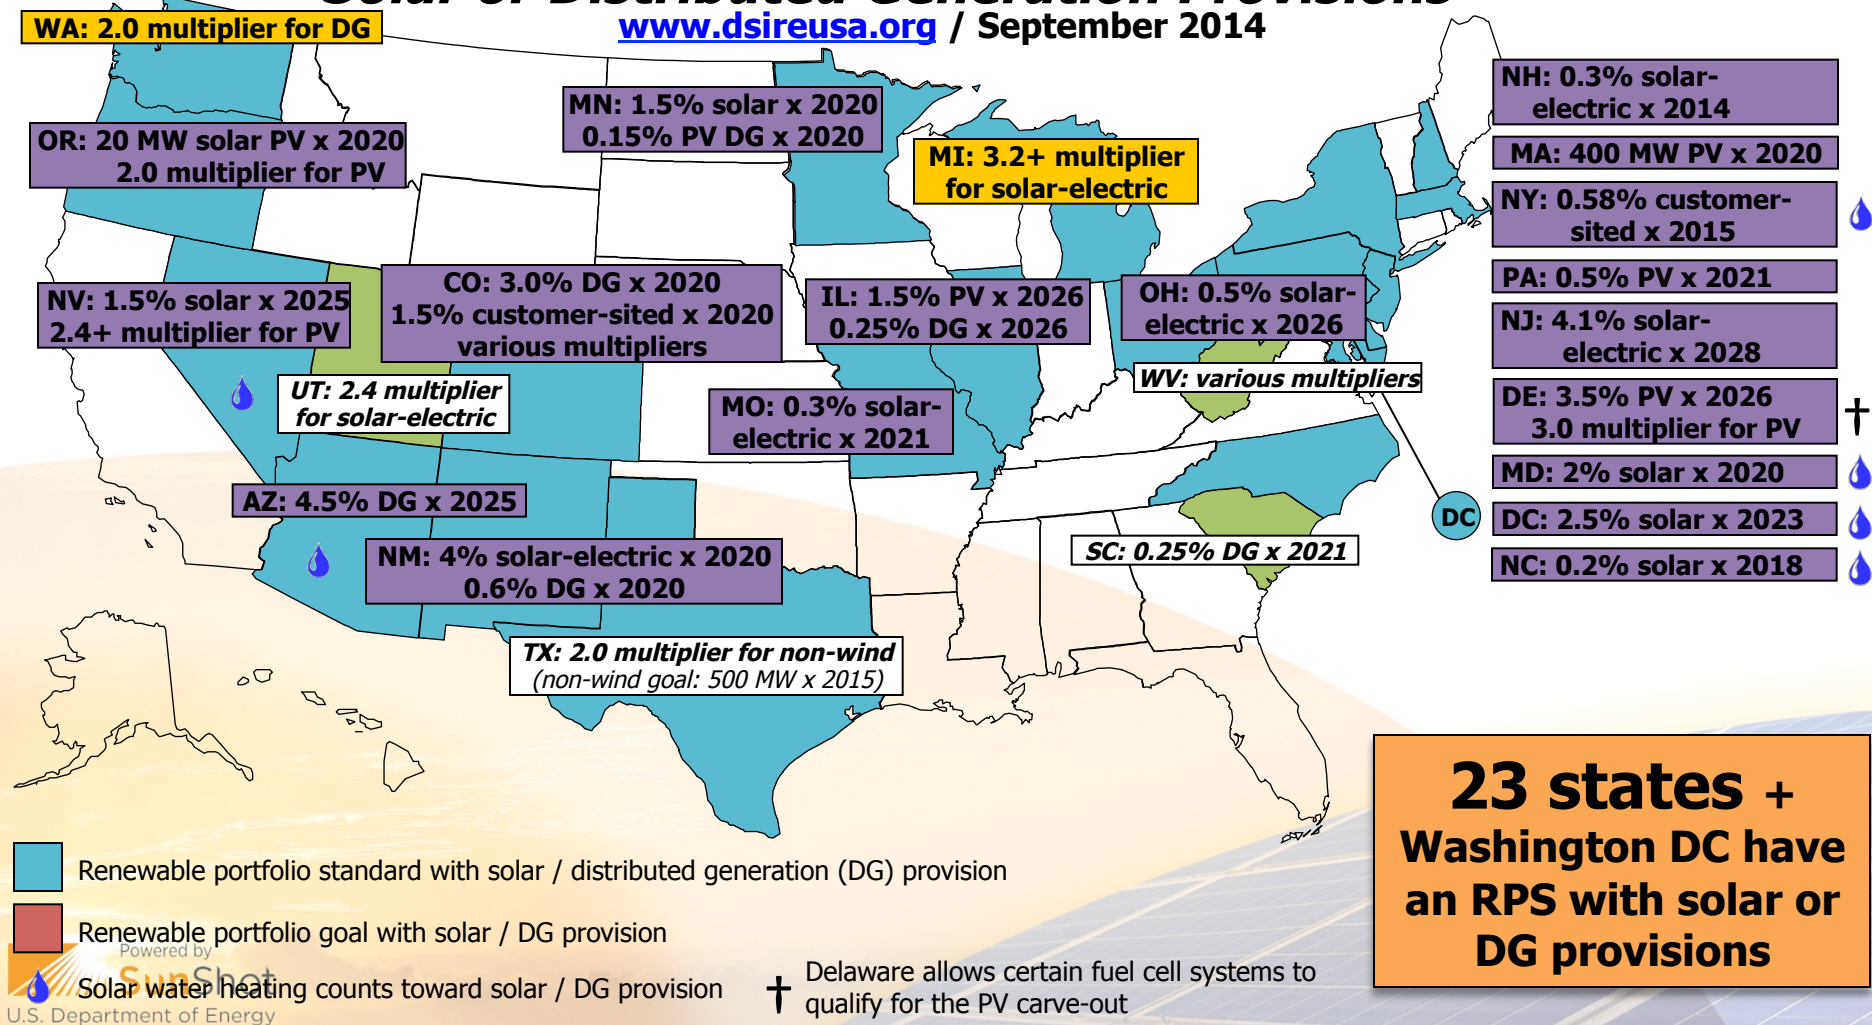 Solar or Distributed Generation Provisions
www.dsireusa.org / September 2014
WA: 2.0 multiplier for DG
OR: 20 MW solar PV x 2020
2.0 multiplier for PV
MN: 1.5% solar x 2020
0.15% PV DG x 2020
MI: 3.2+ multiplier
for solar-electric
NV: 1.5% solar x 2025
2.4+ multiplier for PV
CO: 3.0% DG x 2020
1.5% customer-sited x 2020
various multipliers
IL: 1.5% PV x 2026
0.25% DG x 2026
OH: 0.5% solar-
electric x 2026
UT: 2.4 multiplier
for solar-electric
MO: 0.3% solar-
electric x 2021
WV: various multipliers
AZ: 4.5% DG x 2025
NM: 4% solar-electric x 2020
0.6% DG x 2020
SC: 0.25% DG x 2021
TX: 2.0 multiplier for non-wind
(non-wind goal: 500 MW x 2015)
DC
NH: 0.3% solar-
electric x 2014
MA: 400 MW PV x 2020
NY: 0.58% customer-
sited x 2015
PA: 0.5% PV x 2021
NJ: 4.1% solar-
electric x 2028
DE: 3.5% PV x 2026
3.0 multiplier for PV
†
MD: 2% solar x 2020
DC: 2.5% solar x 2023
NC: 0.2% solar x 2018
23 states +
Washington DC have
an RPS with solar or
DG provisions
Renewable portfolio standard with solar / distributed generation (DG) provision
Renewable portfolio goal with solar / DG provision
Powered by
SunShot
Solar water heating counts toward solar / DG provision
U.S. Department of Energy
† Delaware allows certain fuel cell systems to
qualify for the PV carve-out